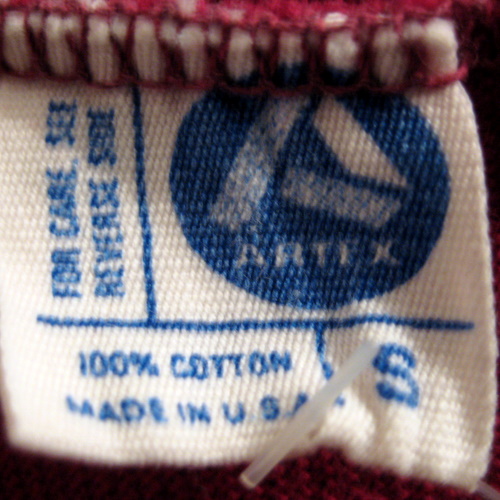 FOR CARE, SEE
REVERSE SIDE
ARTEX
100% COTTON
S
MADE IN U.S.A.